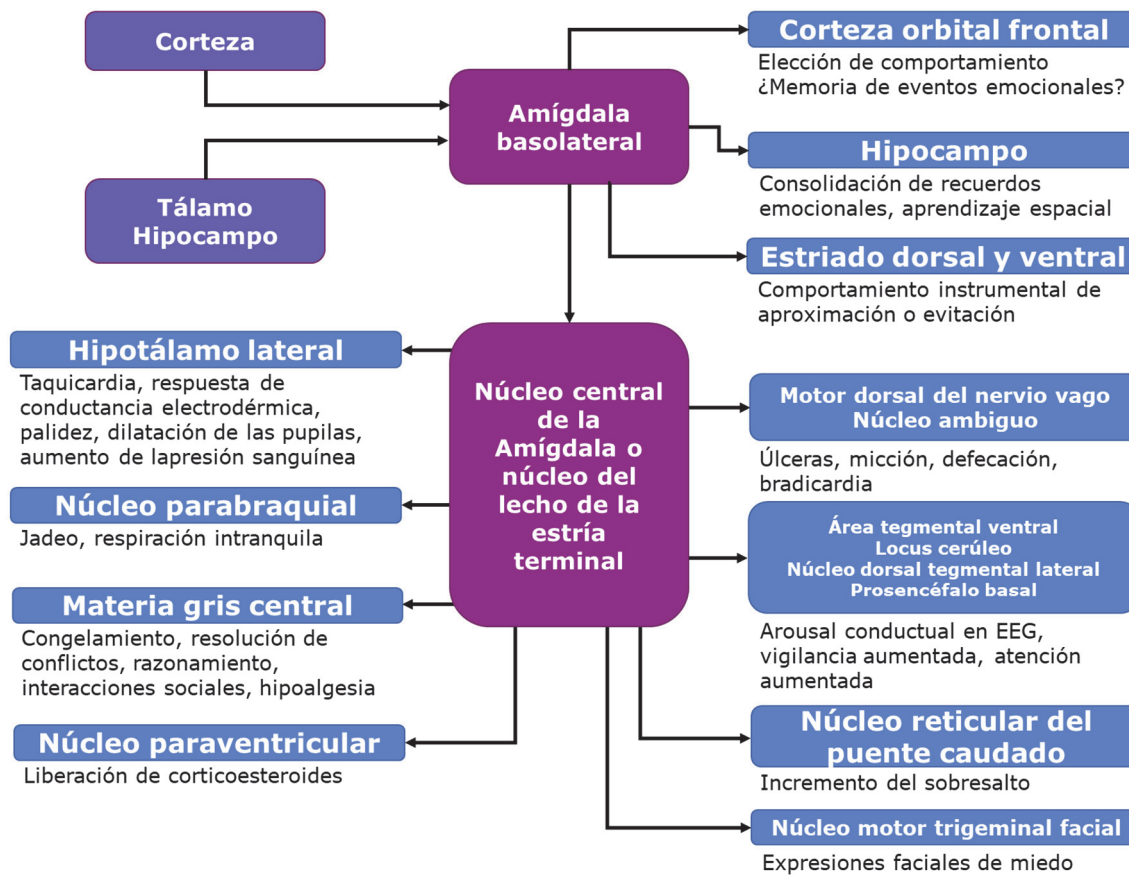 Corteza
Tálamo
Hipocampo
Amígdala
basolateral
Corteza orbital frontal
Elección de comportamiento
¿Memoria de eventos emocionales?
Hipocampo
Consolidación de recuerdos
emocionales, aprendizaje espacial
Estriado dorsal y ventral
Comportamiento instrumental de
aproximación o evitación
Hipotálamo lateral
Taquicardia, respuesta de
conductancia electrodérmica,
palidez, dilatación de las pupilas,
aumento de lapresión sanguínea
Núcleo parabraquial
Jadeo, respiración intranquila
Materia gris central
Congelamiento, resolución de
conflictos, razonamiento,
interacciones sociales, hipoalgesia
Núcleo paraventricular
Liberación de corticoesteroides
Núcleo central
de la
Amígdala o
núcleo del
lecho de la
estría
terminal
Motor dorsal del nervio vago
Núcleo ambiguo
Úlceras, micción, defecación,
bradicardia
Área tegmental ventral
Locus cerúleo
Núcleo dorsal tegmental lateral
Prosencéfalo basal
Arousal conductual en EEG,
vigilancia aumentada, atención
aumentada
Núcleo reticular del
puente caudado
Incremento del sobresalto
Núcleo motor trigeminal facial
Expresiones faciales de miedo